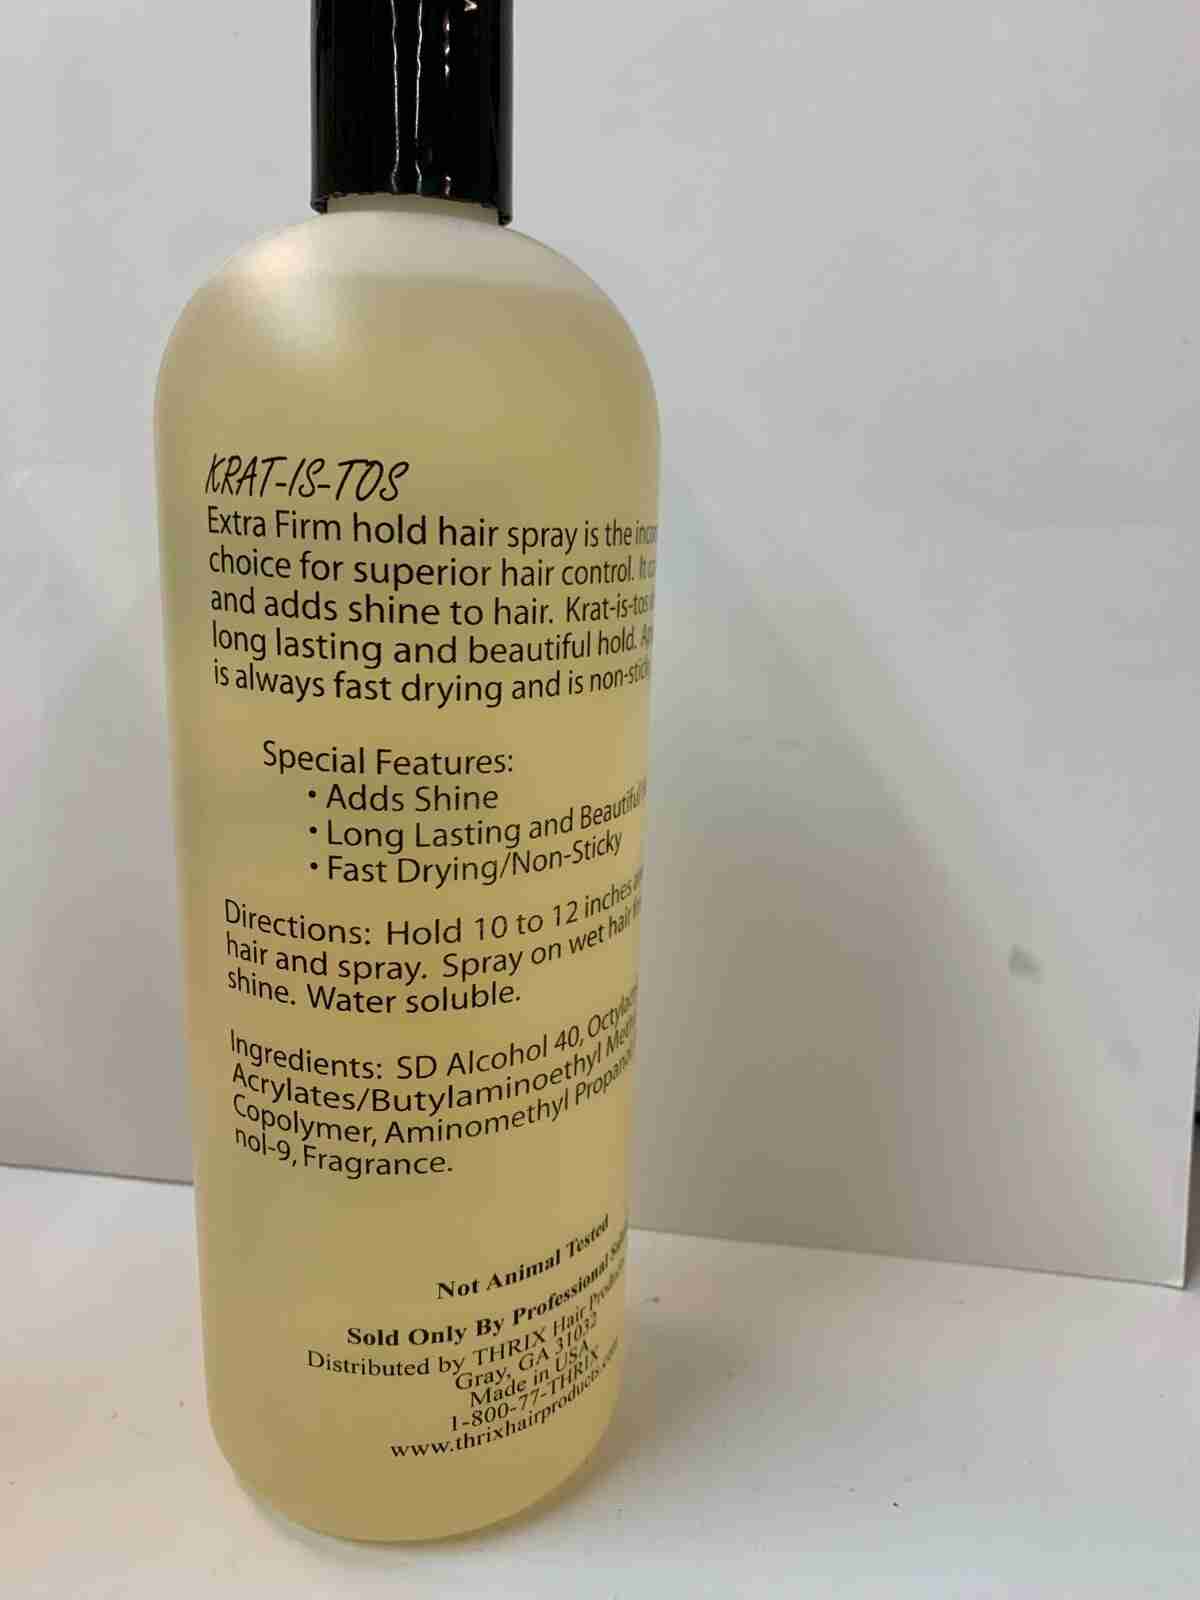 KRAT-IS-TOS
Extra Firm hold hair spray is the
choice for superior hair control. It
and adds shine to hair. Krat-is-tos
long lasting and beautiful hold.
is always fast drying and is
Special Features:
• Adds Shine
• Long Lasting and Beautiful
• Fast Drying/Non-Sticky
Directions: Hold 10 to 12 inches
hair and spray. Spray on wet hair
shine. Water soluble.
Ingredients: SD Alcohol 40,
Acrylates/Butylaminoethyl
Copolymer, Aminomethyl
nol-9, Fragrance.
Not Animal Tested
Sold Only By Professional
Distributed by THRIX Hair
Gray, GA 31032
Made in USA
1-800-77-THRIX
www.thrixhairproducts.com